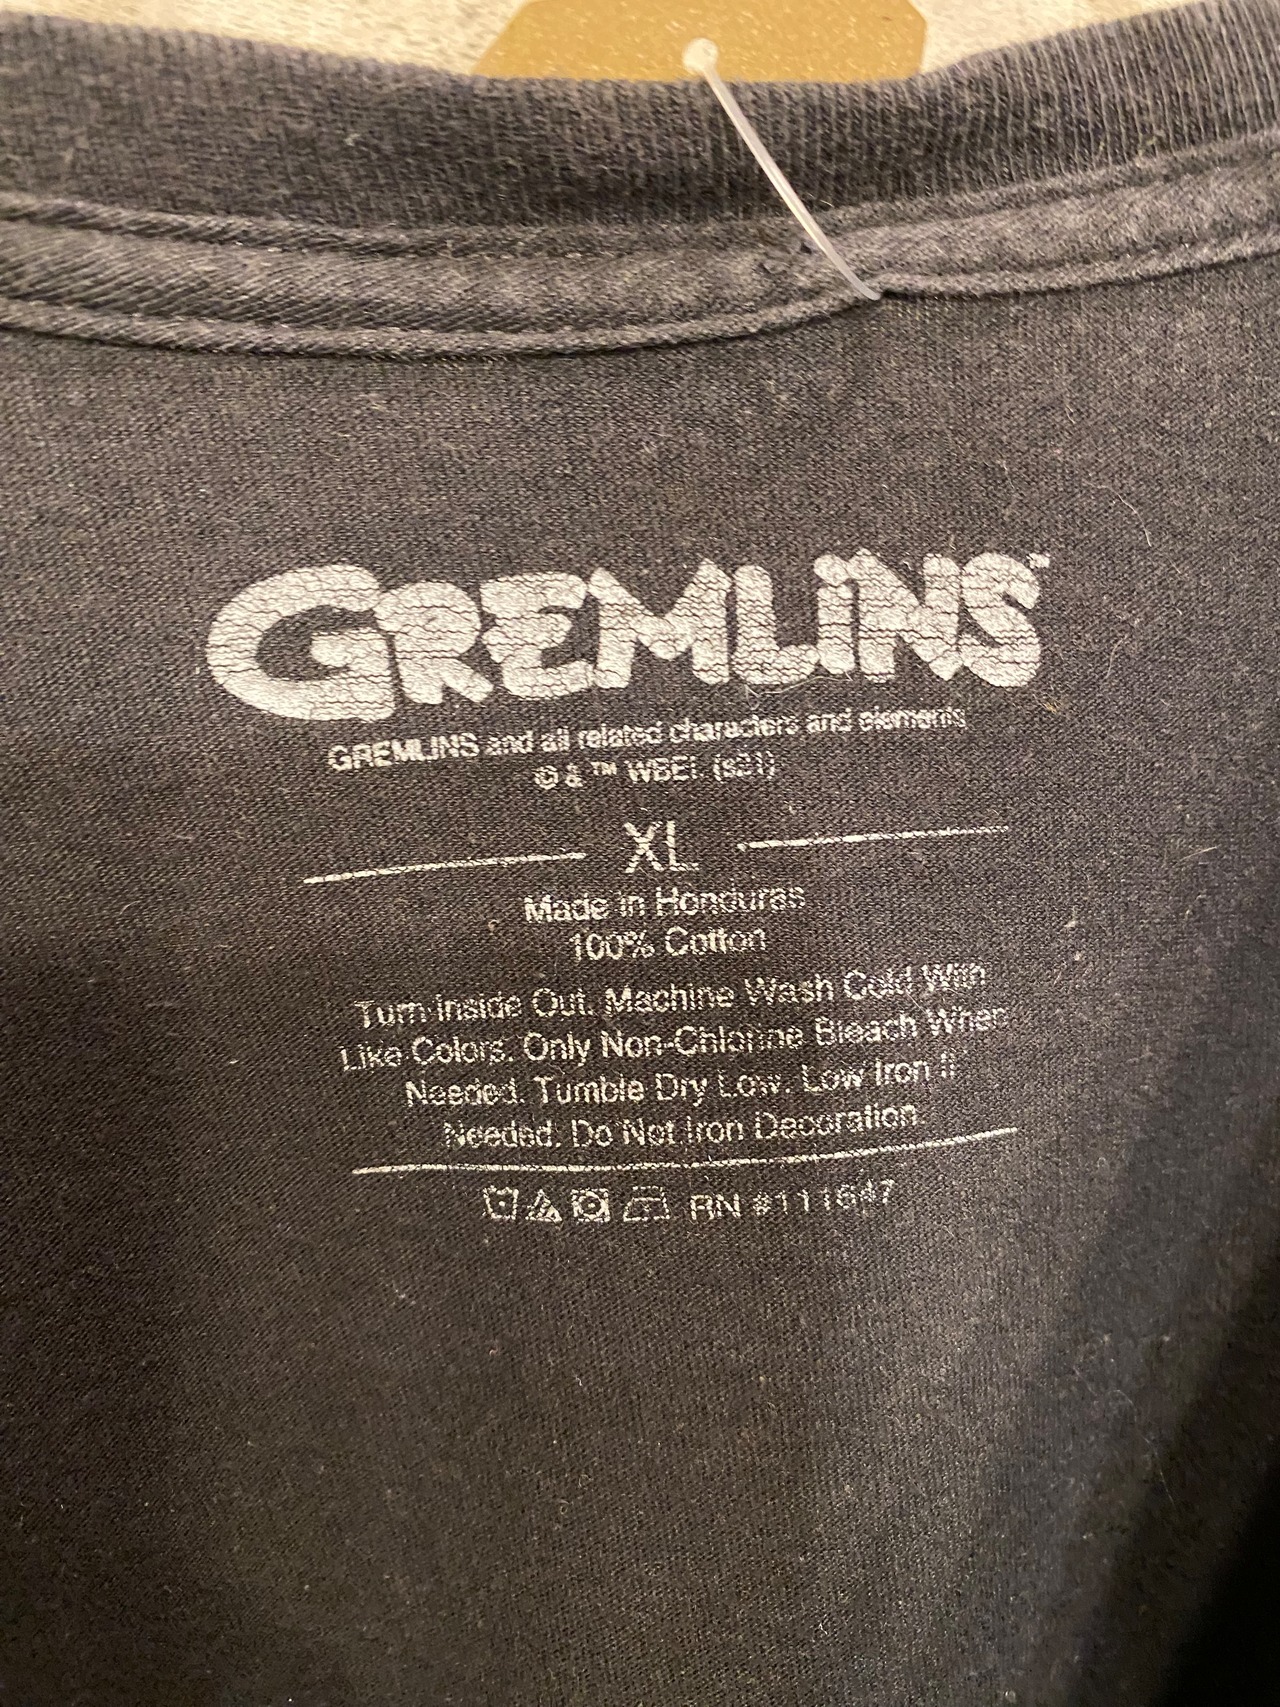 GREMLINS™
GREMLINS and all related characters and elements
© & ™ WBEI. (s21)
XL
Made in Honduras
100% Cotton
Turn Inside Out. Machine Wash Cold With
Like Colors. Only Non-Chlorine Bleach When
Needed. Tumble Dry Low. Low Iron If
Needed. Do Not Iron Decoration.
RN #111647